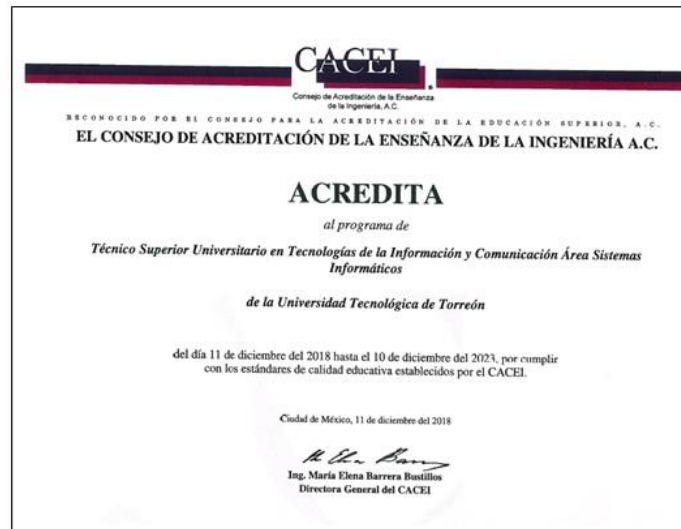 CACEI
Consejo de Acreditación de la Enseñanza
de la Ingeniería, A.C.
RECONOCIDO POR EL CONSEJO PARA LA ACREDITACIÓN DE LA EDUCACIÓN SUPERIOR, A.C.
EL CONSEJO DE ACREDITACIÓN DE LA ENSEÑANZA DE LA INGENIERÍA A.C.
ACREDITA
al programa de
Técnico Superior Universitario en Tecnologías de la Información y Comunicación Área Sistemas
Informáticos
de la Universidad Tecnológica de Torreón
del día 11 de diciembre del 2018 hasta el 10 de diciembre del 2023, por cumplir
con los estándares de calidad educativa establecidos por el CACEI.
Ciudad de México, 11 de diciembre del 2018
Ing. María Elena Barrera Bustillos
Directora General del CACEI